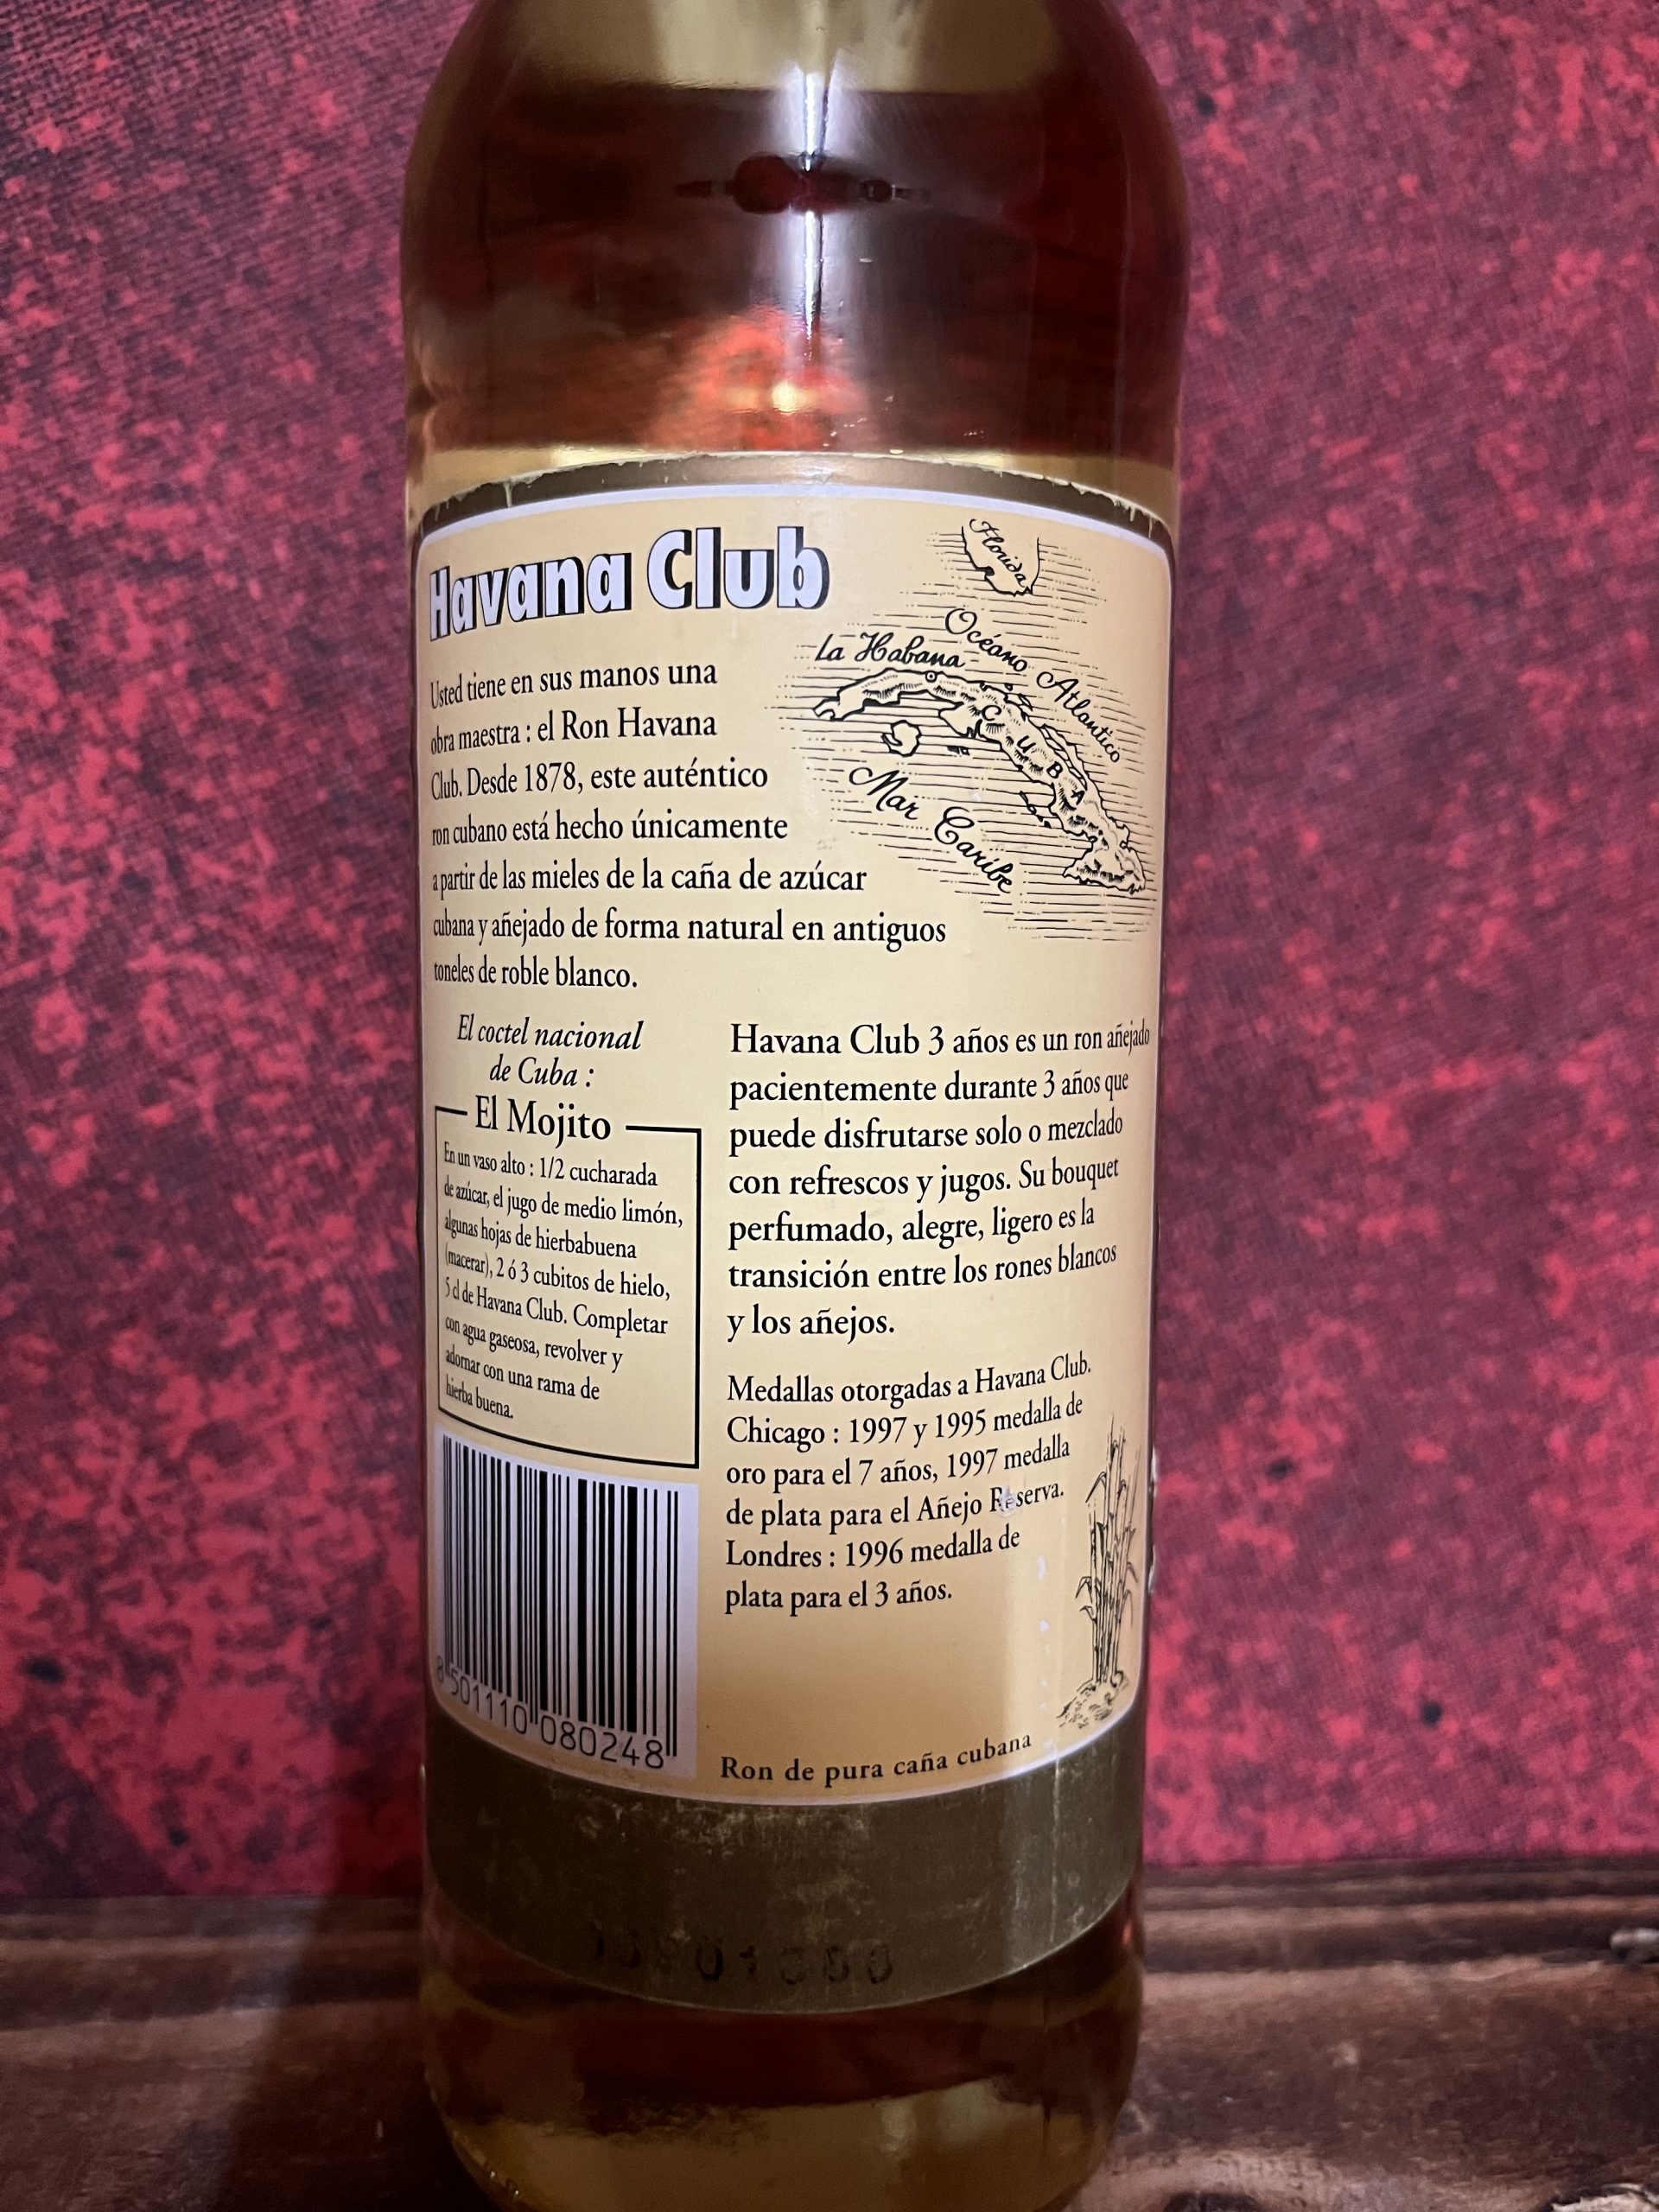 Havana Club
Florida
Océano Atlántico
La Habana
CUBA
Mar Caribe
Usted tiene en sus manos una
obra maestra : el Ron Havana
Club. Desde 1878, este auténtico
ron cubano está hecho únicamente
a partir de las mieles de la caña de azúcar
cubana y añejado de forma natural en antiguos
toneles de roble blanco.
El coctel nacional
de Cuba :
El Mojito
En un vaso alto : 1/2 cucharada
de azúcar, el jugo de medio limón,
algunas hojas de hierbabuena
(macerar), 2 ó 3 cubitos de hielo,
5 cl de Havana Club. Completar
con agua gaseosa, revolver y
adornar con una rama de
hierba buena.
8 501110 080248
Havana Club 3 años es un ron añejado
pacientemente durante 3 años que
puede disfrutarse solo o mezclado
con refrescos y jugos. Su bouquet
perfumado, alegre, ligero es la
transición entre los rones blancos
y los añejos.
Medallas otorgadas a Havana Club.
Chicago : 1997 y 1995 medalla de
oro para el 7 años, 1997 medalla
de plata para el Añejo Reserva.
Londres : 1996 medalla de
plata para el 3 años.
Ron de pura caña cubana